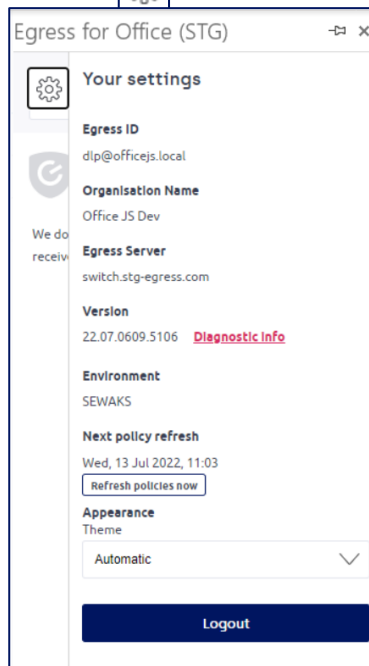 Egress for Office (STG)
Your settings
Egress ID
dlp@officejs.local
Organisation Name
Office JS Dev
We do
receiv
Egress Server
switch.stg-egress.com
Version
22.07.0609.5106 Diagnostic Info
Environment
SEWAKS
Next policy refresh
Wed, 13 Jul 2022, 11:03
Refresh policies now
Appearance
Theme
Automatic
Logout